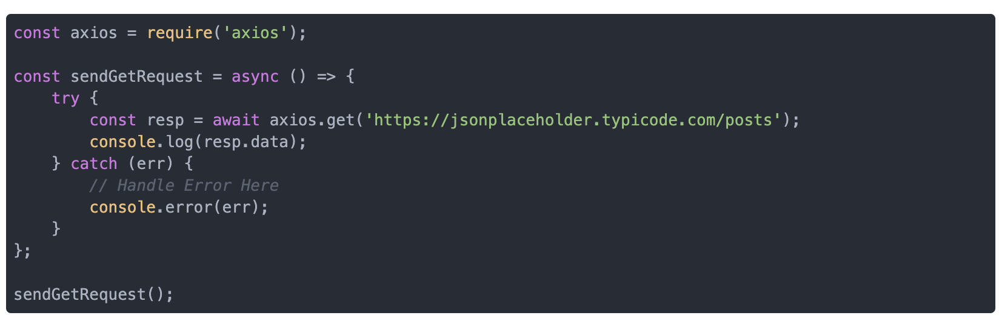 const axios = require('axios');

const sendGetRequest = async () => {
    try {
        const resp = await axios.get('https://jsonplaceholder.typicode.com/posts');
        console.log(resp.data);
    } catch (err) {
        // Handle Error Here
        console.error(err);
    }
};

sendGetRequest();